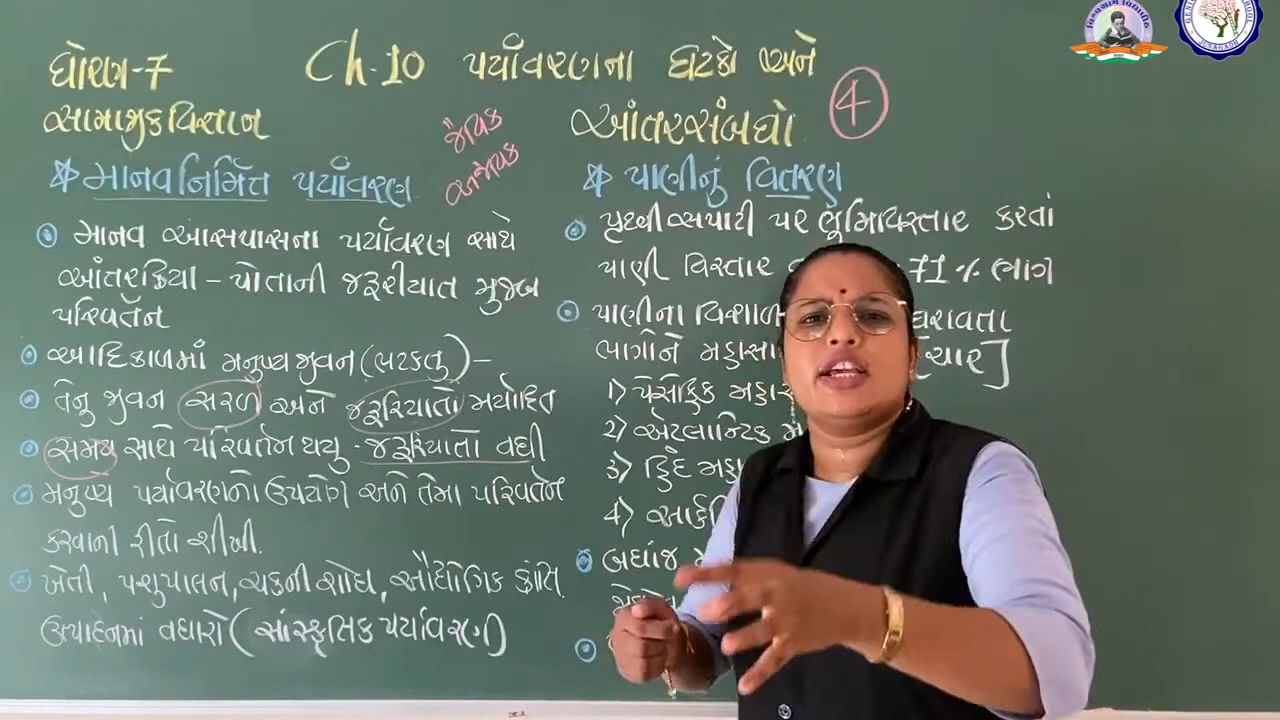 ધોરણ-7
Ch-10 પર્યાવરણના ઘટકો અને
સામાજીક વિજ્ઞાન
આંતરસંબંધો
4
જૈવિક
અજૈવિક
માનવનિર્મિત પર્યાવરણ
માનવ આસપાસના પર્યાવરણ સાથે
આંતરક્રિયા - પોતાની જરૂરીયાત મુજબ
પરિવર્તન
આદિકાળમાં મનુષ્યજીવન (ભટકતુ) -
તેનુ જીવન સરળ અને જરૂરિયાતો મર્યાદિત
સમય સાથે પરિવર્તન થયુ - જરૂરિયાતો વધી
મનુષ્ય પર્યાવરણનો ઉપયોગ અને તેમા પરિવર્તન
કરવાની રીતો શીખી.
ખેતી, પશુપાલન, ચક્રની શોધ, ઔદ્યોગિક ક્રાંતિ
ઉત્પાદનમાં વધારો (સાંસ્કૃતિક પર્યાવરણ)
પાણીનું વિતરણ
પૃથ્વી સપાટી પર ભૂમિવિસ્તાર કરતાં
પાણી વિસ્તાર 71% ભાગ
પાણીના વિશાળ ધરાવતા
ભાગોને મહાસા [ચાર]
1) પેસિફિક મહાસ
2) એટલાન્ટિક મ
3) હિંદ મહા
4) આર્કટિ
બધાંજ